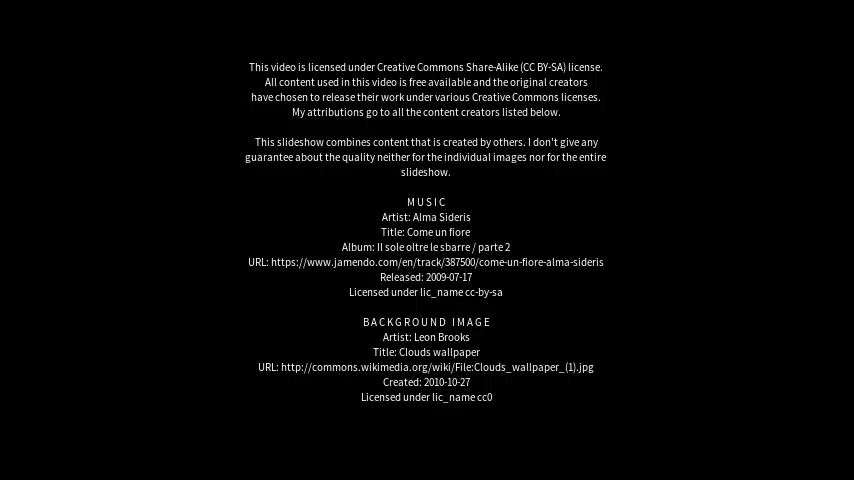 This video is licensed under Creative Commons Share-Alike (CC BY-SA) license.
All content used in this video is free available and the original creators
have chosen to release their work under various Creative Commons licenses.
My attributions go to all the content creators listed below.
This slideshow combines content that is created by others. I don't give any
guarantee about the quality neither for the individual images nor for the entire
slideshow.
MUSIC
Artist: Alma Sideris
Title: Come un fiore
Album: Il sole oltre le sbarre / parte 2
URL: https://www.jamendo.com/en/track/387500/come-un-fiore-alma-sideris
Released: 2009-07-17
Licensed under lic_name cc-by-sa
BACKGROUND IMAGE
Artist: Leon Brooks
Title: Clouds wallpaper
URL: http://commons.wikimedia.org/wiki/File:Clouds_wallpaper_(1).jpg
Created: 2010-10-27
Licensed under lic_name cc0